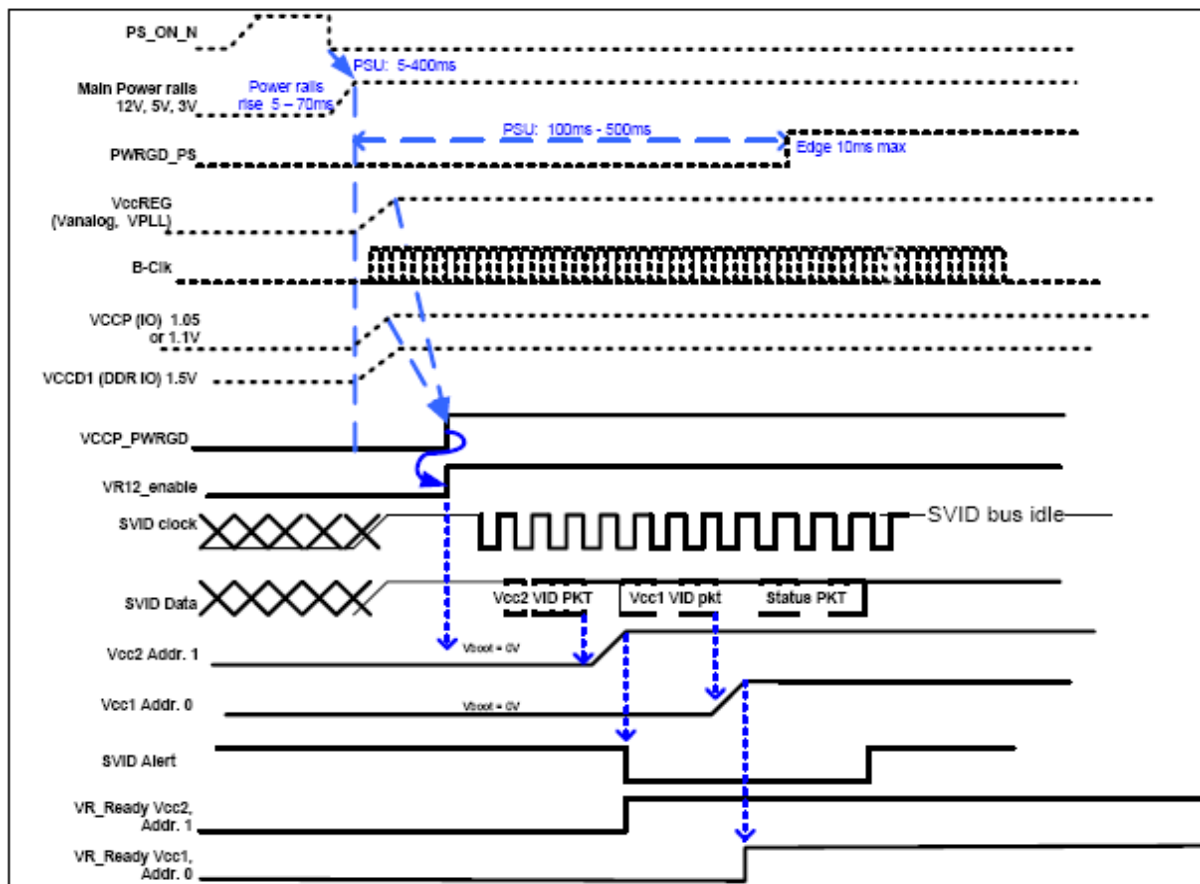 PS_ON_N
PSU: 5-400ms
Main Power rails
12V, 5V, 3V
Power rails
rise 5 – 70ms
PSU: 100ms - 500ms
PWRGD_PS
Edge 10ms max
VccREG
(Vanalog, VPLL)
B-Clk
VCCP (IO) 1.05
or 1.1V
VCCD1 (DDR IO) 1.5V
VCCP_PWRGD
VR12_enable
SVID clock
SVID bus idle
SVID Data
Vcc2 VID PKT
Vcc1 VID pkt
Status PKT
Vcc2 Addr. 1
Vboot = 0V
Vcc1 Addr. 0
Vboot = 0V
SVID Alert
VR_Ready Vcc2,
Addr. 1
VR_Ready Vcc1,
Addr. 0